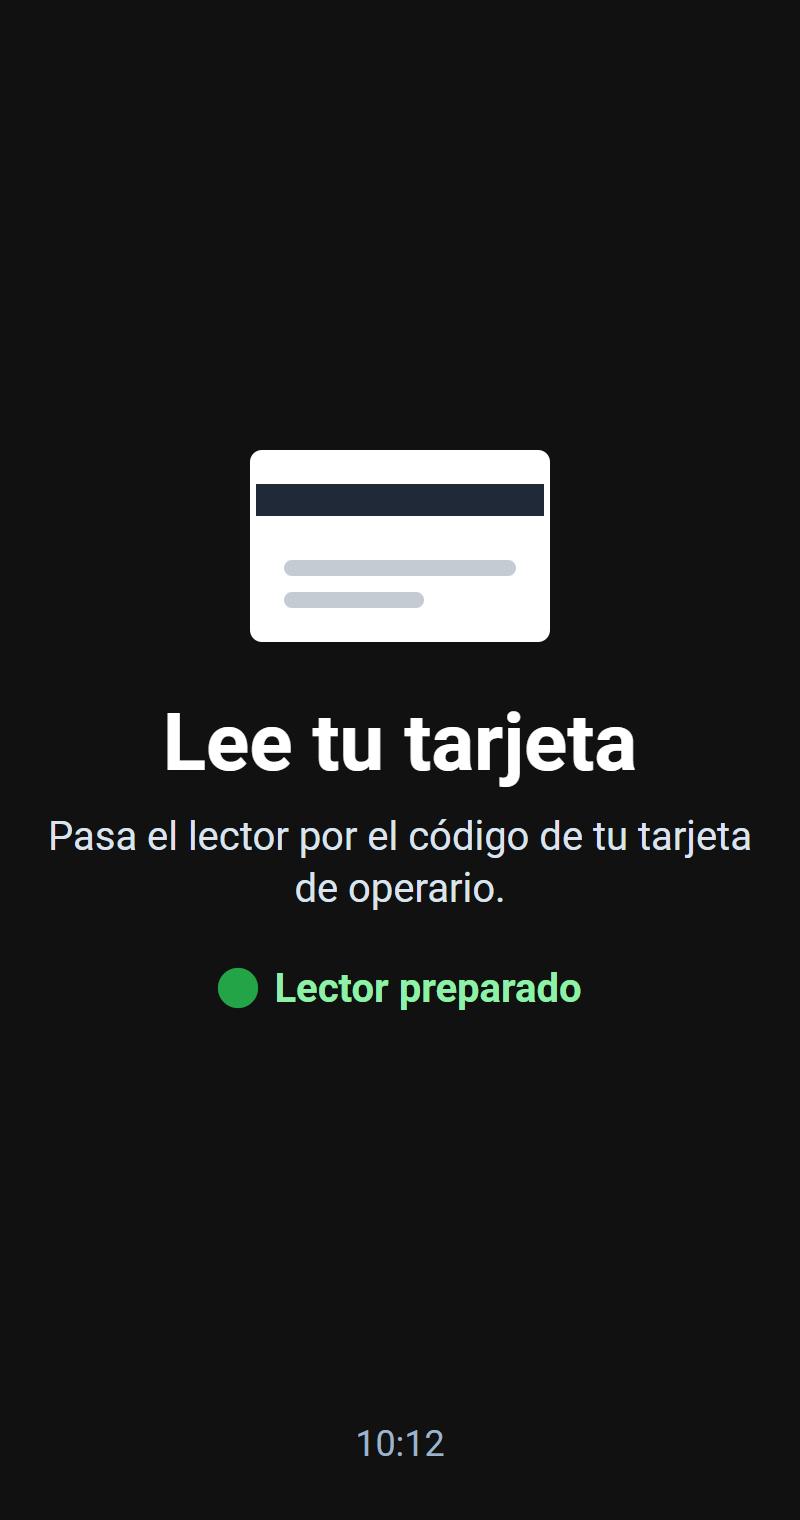 Lee tu tarjeta
Pasa el lector por el código de tu tarjeta
de operario.
Lector preparado
10:12